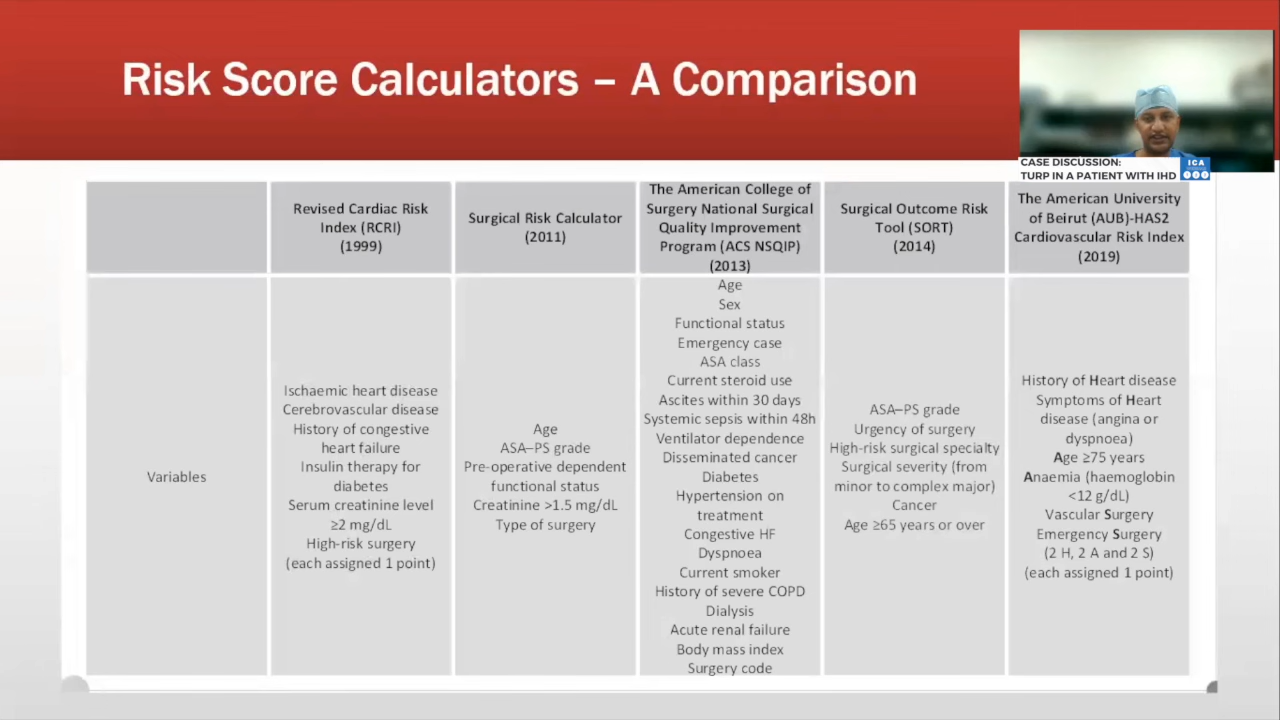 Risk Score Calculators – A Comparison
CASE DISCUSSION:
TURP IN A PATIENT WITH IHD
ICA
Revised Cardiac Risk
Index (RCRI)
(1999)
Surgical Risk Calculator
(2011)
The American College of
Surgery National Surgical
Quality Improvement
Program (ACS NSQIP)
(2013)
Surgical Outcome Risk
Tool (SORT)
(2014)
The American University
of Beirut (AUB)-HAS2
Cardiovascular Risk Index
(2019)
Variables
Ischaemic heart disease
Cerebrovascular disease
History of congestive
heart failure
Insulin therapy for
diabetes
Serum creatinine level
≥2 mg/dL
High-risk surgery
(each assigned 1 point)
Age
ASA–PS grade
Pre-operative dependent
functional status
Creatinine >1.5 mg/dL
Type of surgery
Age
Sex
Functional status
Emergency case
ASA class
Current steroid use
Ascites within 30 days
Systemic sepsis within 48h
Ventilator dependence
Disseminated cancer
Diabetes
Hypertension on
treatment
Congestive HF
Dyspnoea
Current smoker
History of severe COPD
Dialysis
Acute renal failure
Body mass index
Surgery code
ASA–PS grade
Urgency of surgery
High-risk surgical specialty
Surgical severity (from
minor to complex major)
Cancer
Age ≥65 years or over
History of Heart disease
Symptoms of Heart
disease (angina or
dyspnoea)
Age ≥75 years
Anaemia (haemoglobin
<12 g/dL)
Vascular Surgery
Emergency Surgery
(2 H, 2 A and 2 S)
(each assigned 1 point)